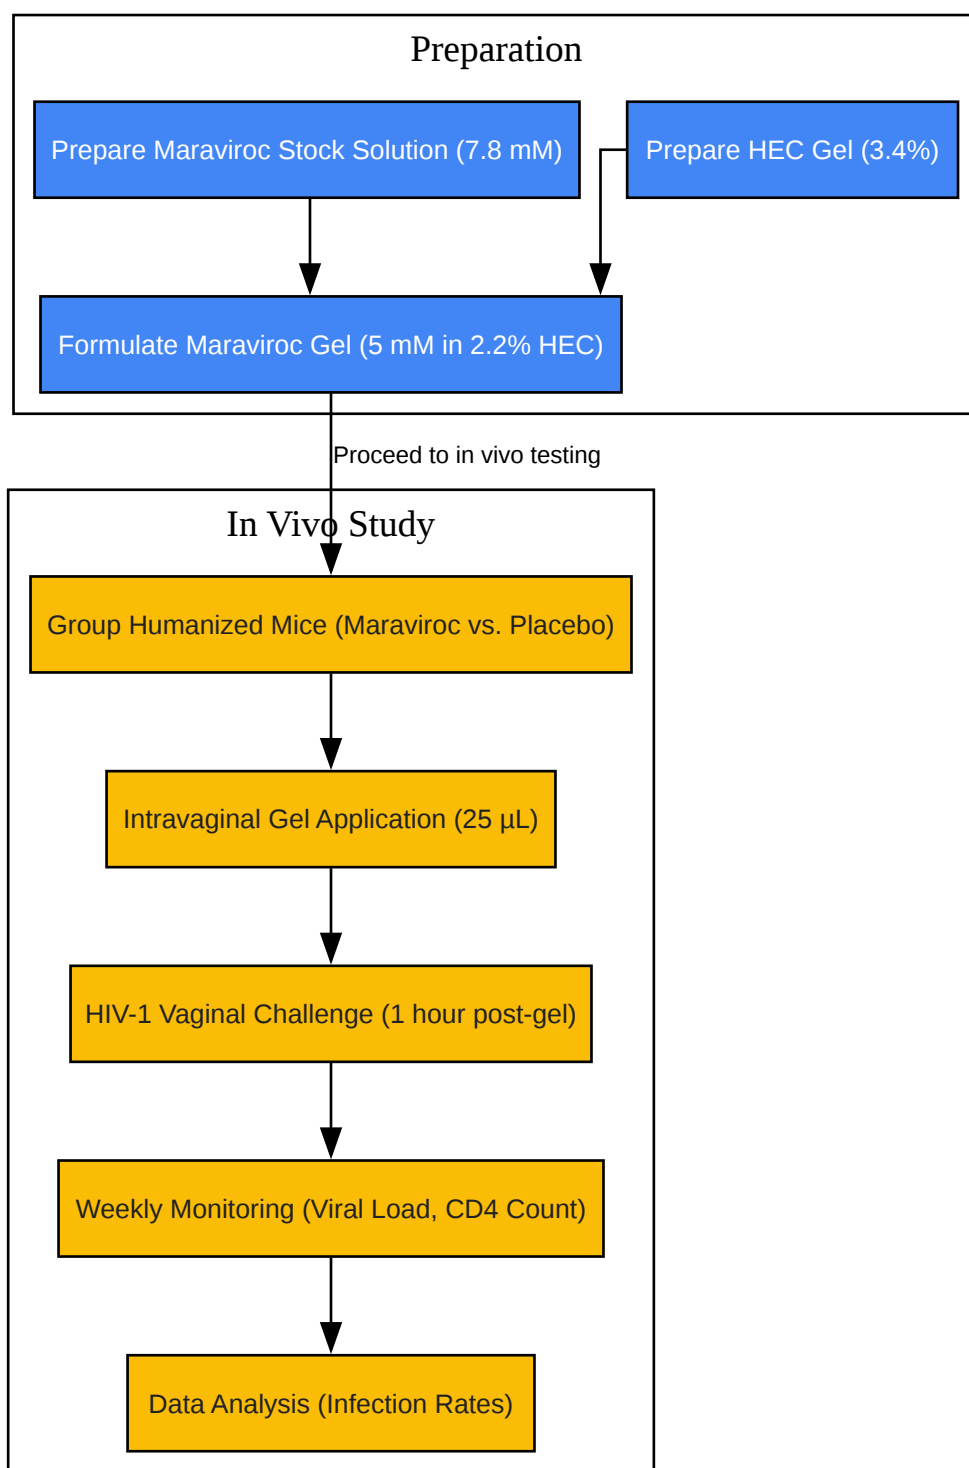 Preparation
Prepare Maraviroc Stock Solution (7.8 mM)
Prepare HEC Gel (3.4%)
Formulate Maraviroc Gel (5 mM in 2.2% HEC)
Proceed to in vivo testing
In Vivo Study
Group Humanized Mice (Maraviroc vs. Placebo)
Intravaginal Gel Application (25 µL)
HIV-1 Vaginal Challenge (1 hour post-gel)
Weekly Monitoring (Viral Load, CD4 Count)
Data Analysis (Infection Rates)